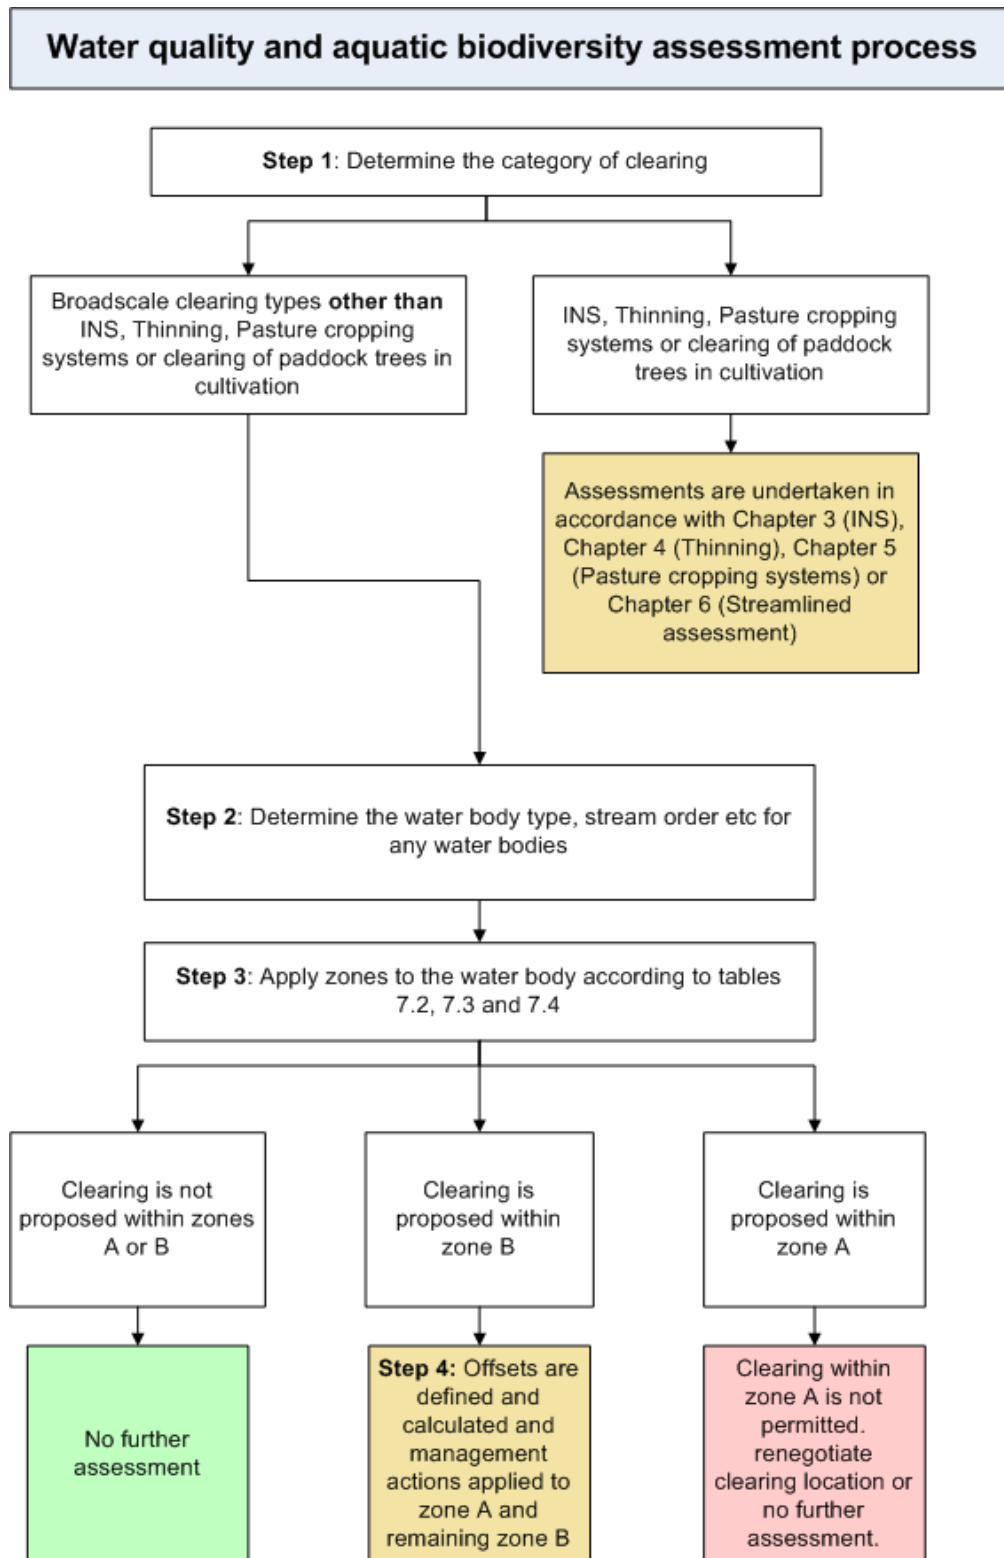 Water quality and aquatic biodiversity assessment process
Step 1: Determine the category of clearing
Broadscale clearing types other than
INS, Thinning, Pasture cropping
systems or clearing of paddock trees in
cultivation
INS, Thinning, Pasture cropping
systems or clearing of paddock
trees in cultivation
Assessments are undertaken in
accordance with Chapter 3 (INS),
Chapter 4 (Thinning), Chapter 5
(Pasture cropping systems) or
Chapter 6 (Streamlined
assessment)
Step 2: Determine the water body type, stream order etc for
any water bodies
Step 3: Apply zones to the water body according to tables
7.2, 7.3 and 7.4
Clearing is not
proposed within zones
A or B
Clearing is
proposed within
zone B
Clearing is
proposed within
zone A
No further
assessment
Step 4: Offsets are
defined and
calculated and
management
actions applied to
zone A and
remaining zone B
Clearing within
zone A is not
permitted.
renegotiate
clearing location or
no further
assessment.